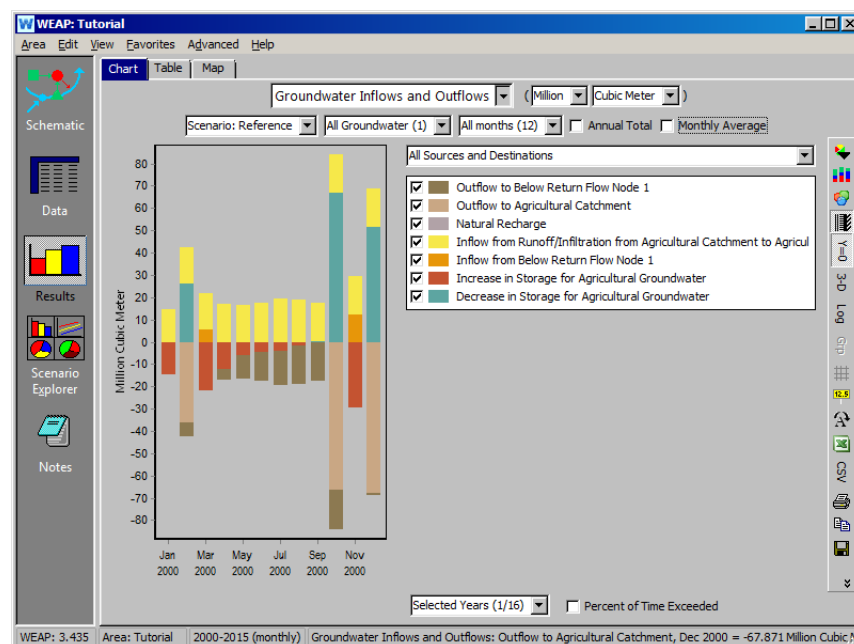 WEAP: Tutorial
Area Edit View Favorites Advanced Help
Chart Table Map
Groundwater Inflows and Outflows ( Million Cubic Meter )
Scenario: Reference All Groundwater (1) All months (12) Annual Total Monthly Average
All Sources and Destinations
Outflow to Below Return Flow Node 1
Outflow to Agricultural Catchment
Natural Recharge
Inflow from Runoff/Infiltration from Agricultural Catchment to Agricul
Inflow from Below Return Flow Node 1
Increase in Storage for Agricultural Groundwater
Decrease in Storage for Agricultural Groundwater
Schematic
Data
Results
Scenario
Explorer
Notes
Million Cubic Meter
80
70
60
50
40
30
20
10
0
-10
-20
-30
-40
-50
-60
-70
-80
Jan Mar May Jul Sep Nov
2000 2000 2000 2000 2000 2000
Y=0
3-D
Log
Grp
12.5
CSV
Selected Years (1/16) Percent of Time Exceeded
WEAP: 3.435 Area: Tutorial 2000-2015 (monthly) Groundwater Inflows and Outflows: Outflow to Agricultural Catchment, Dec 2000 = -67.871 Million Cubic